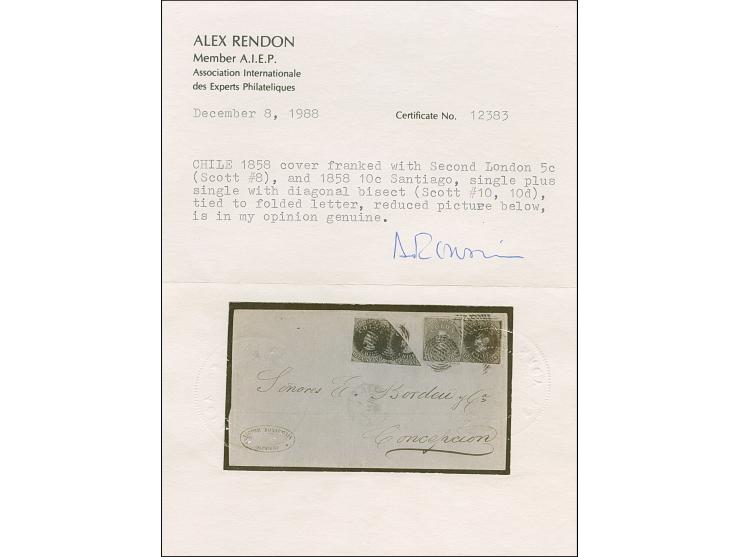 ALEX RENDON
Member A.I.E.P.
Association Internationale
des Experts Philateliques
December 8, 1988
Certificate No. 12383
CHILE 1858 cover franked with Second London 5c
(Scott #8), and 1858 10c Santiago, single plus
single with diagonal bisect (Scott #10, 10d),
tied to folded letter, reduced picture below,
is in my opinion genuine.
Señores E. Bordeu y Ca
Concepcion